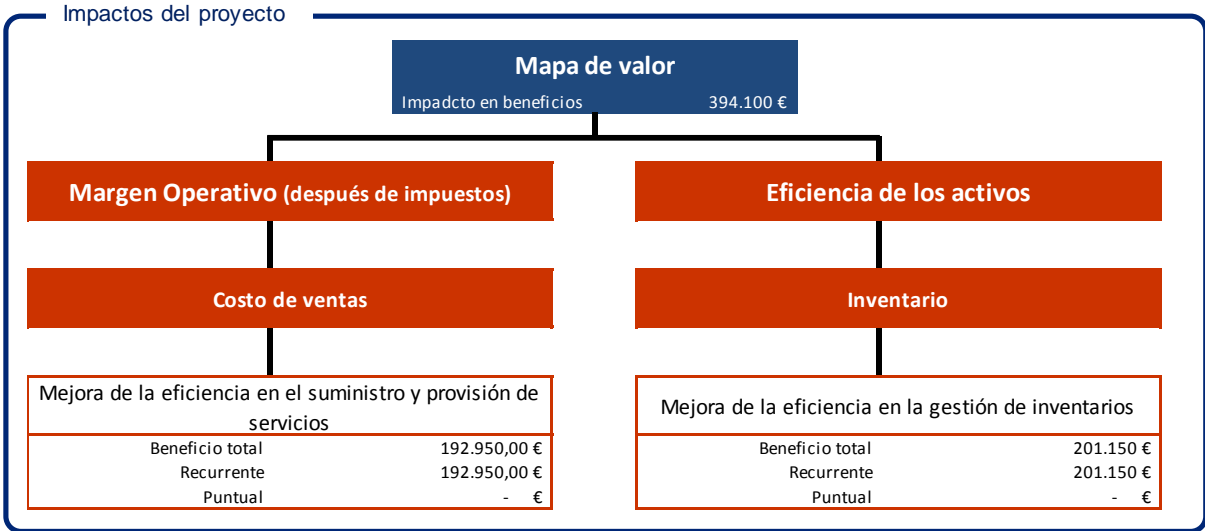 Impactos del proyecto
Mapa de valor
Impadcto en beneficios 394.100 €
Margen Operativo (después de impuestos)
Eficiencia de los activos
Costo de ventas
Inventario
Mejora de la eficiencia en el suministro y provisión de
servicios
Beneficio total 192.950,00 €
Recurrente 192.950,00 €
Puntual - €
Mejora de la eficiencia en la gestión de inventarios
Beneficio total 201.150 €
Recurrente 201.150 €
Puntual - €